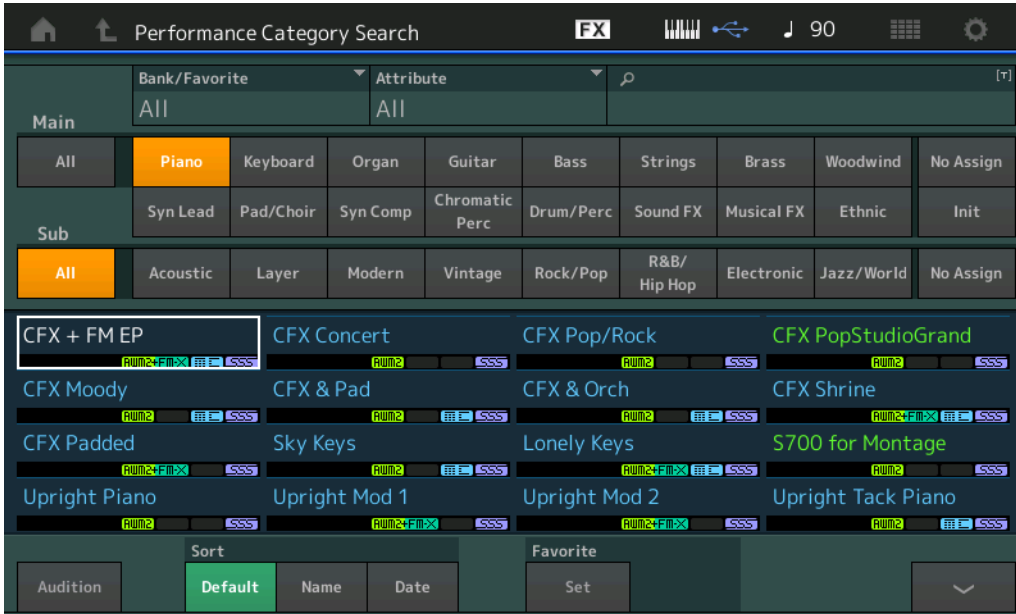 Performance Category Search FX 90
Bank/Favorite Attribute [T]
All All
Main
All Piano Keyboard Organ Guitar Bass Strings Brass Woodwind No Assign
Syn Lead Pad/Choir Syn Comp Chromatic Perc Drum/Perc Sound FX Musical FX Ethnic Init
Sub
All Acoustic Layer Modern Vintage Rock/Pop R&B/ Hip Hop Electronic Jazz/World No Assign
CFX + FM EP CFX Concert CFX Pop/Rock CFX PopStudioGrand
AWM2+FM-X SSS AWM2 SSS AWM2 SSS AWM2 SSS
CFX Moody CFX & Pad CFX & Orch CFX Shrine
AWM2 SSS AWM2 SSS AWM2 SSS AWM2+FM-X SSS
CFX Padded Sky Keys Lonely Keys S700 for Montage
AWM2+FM-X SSS AWM2 SSS AWM2+FM-X SSS AWM2 SSS
Upright Piano Upright Mod 1 Upright Mod 2 Upright Tack Piano
AWM2 SSS AWM2+FM-X SSS AWM2+FM-X SSS AWM2 SSS
Sort Favorite
Audition Default Name Date Set